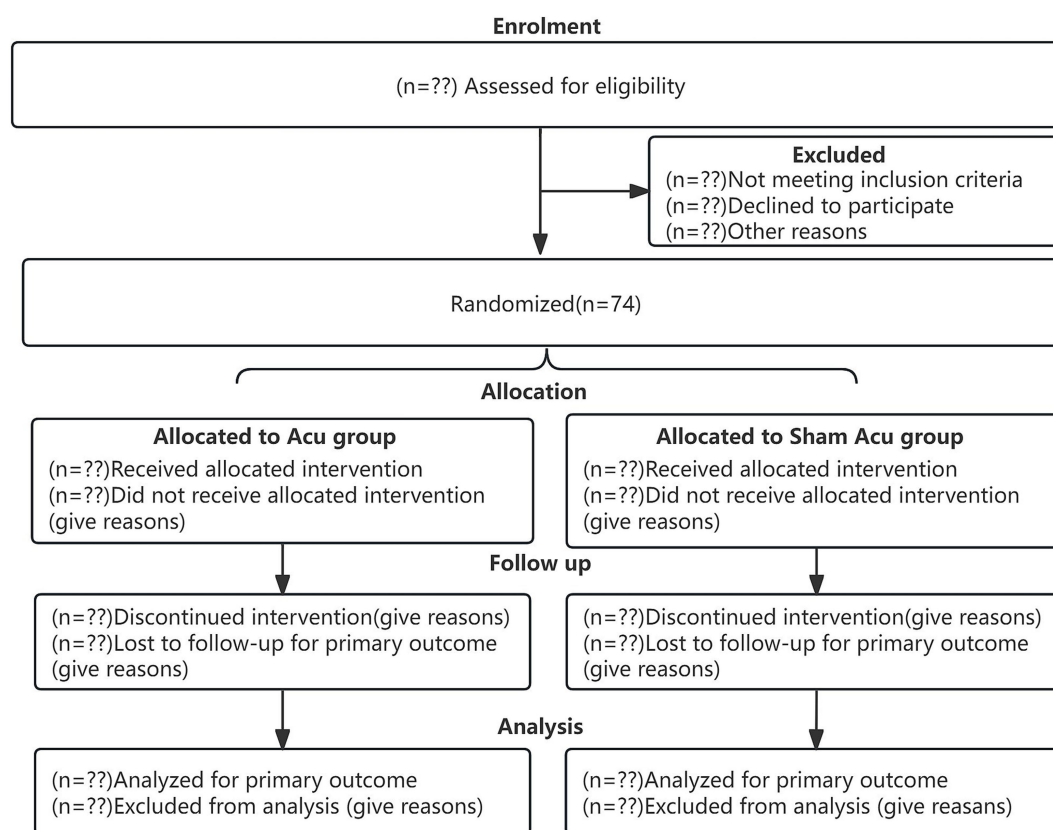 Enrolment
(n=??) Assessed for eligibility
Excluded
(n=??)Not meeting inclusion criteria
(n=??)Declined to participate
(n=??)Other reasons
Randomized(n=74)
Allocation
Allocated to Acu group
(n=??)Received allocated intervention
(n=??)Did not receive allocated intervention
(give reasons)
Allocated to Sham Acu group
(n=??)Received allocated intervention
(n=??)Did not receive allocated intervention
(give reasons)
Follow up
(n=??)Discontinued intervention(give reasons)
(n=??)Lost to follow-up for primary outcome
(give reasons)
(n=??)Discontinued intervention(give reasons)
(n=??)Lost to follow-up for primary outcome
(give reasons)
Analysis
(n=??)Analyzed for primary outcome
(n=??)Excluded from analysis (give reasons)
(n=??)Analyzed for primary outcome
(n=??)Excluded from analysis (give reasans)